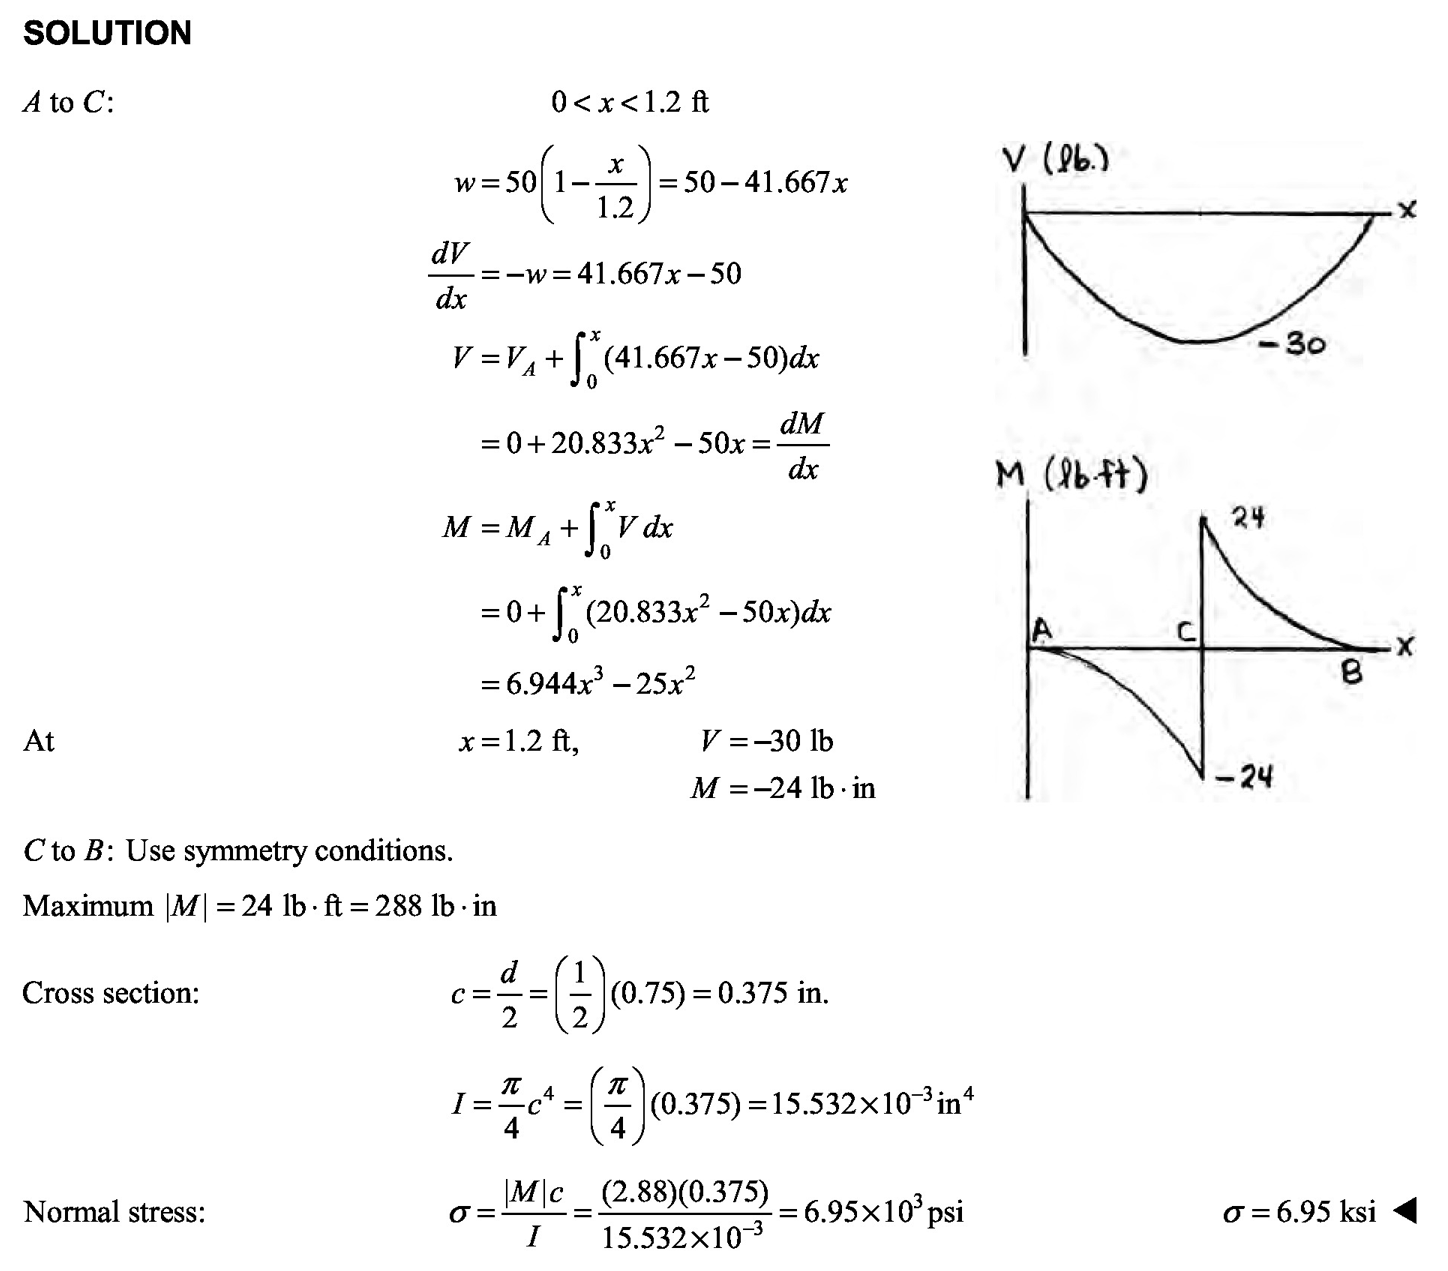 SOLUTION
A to C: 0 < x < 1.2 ft
w = 50(1 − x/1.2) = 50 − 41.667x
dV/dx = −w = 41.667x − 50
V = V_A + ∫₀ˣ (41.667x − 50)dx
= 0 + 20.833x² − 50x = dM/dx
M = M_A + ∫₀ˣ V dx
= 0 + ∫₀ˣ (20.833x² − 50x)dx
= 6.944x³ − 25x²
At x = 1.2 ft, V = −30 lb
M = −24 lb · in
V (lb.)
x
−30
M (lb·ft)
24
A
C
x
B
−24
C to B: Use symmetry conditions.
Maximum |M| = 24 lb · ft = 288 lb · in
Cross section: c = d/2 = (1/2)(0.75) = 0.375 in.
I = π/4 c⁴ = (π/4)(0.375) = 15.532×10⁻³ in⁴
Normal stress: σ = |M|c/I = (2.88)(0.375)/15.532×10⁻³ = 6.95×10³ psi σ = 6.95 ksi ◀